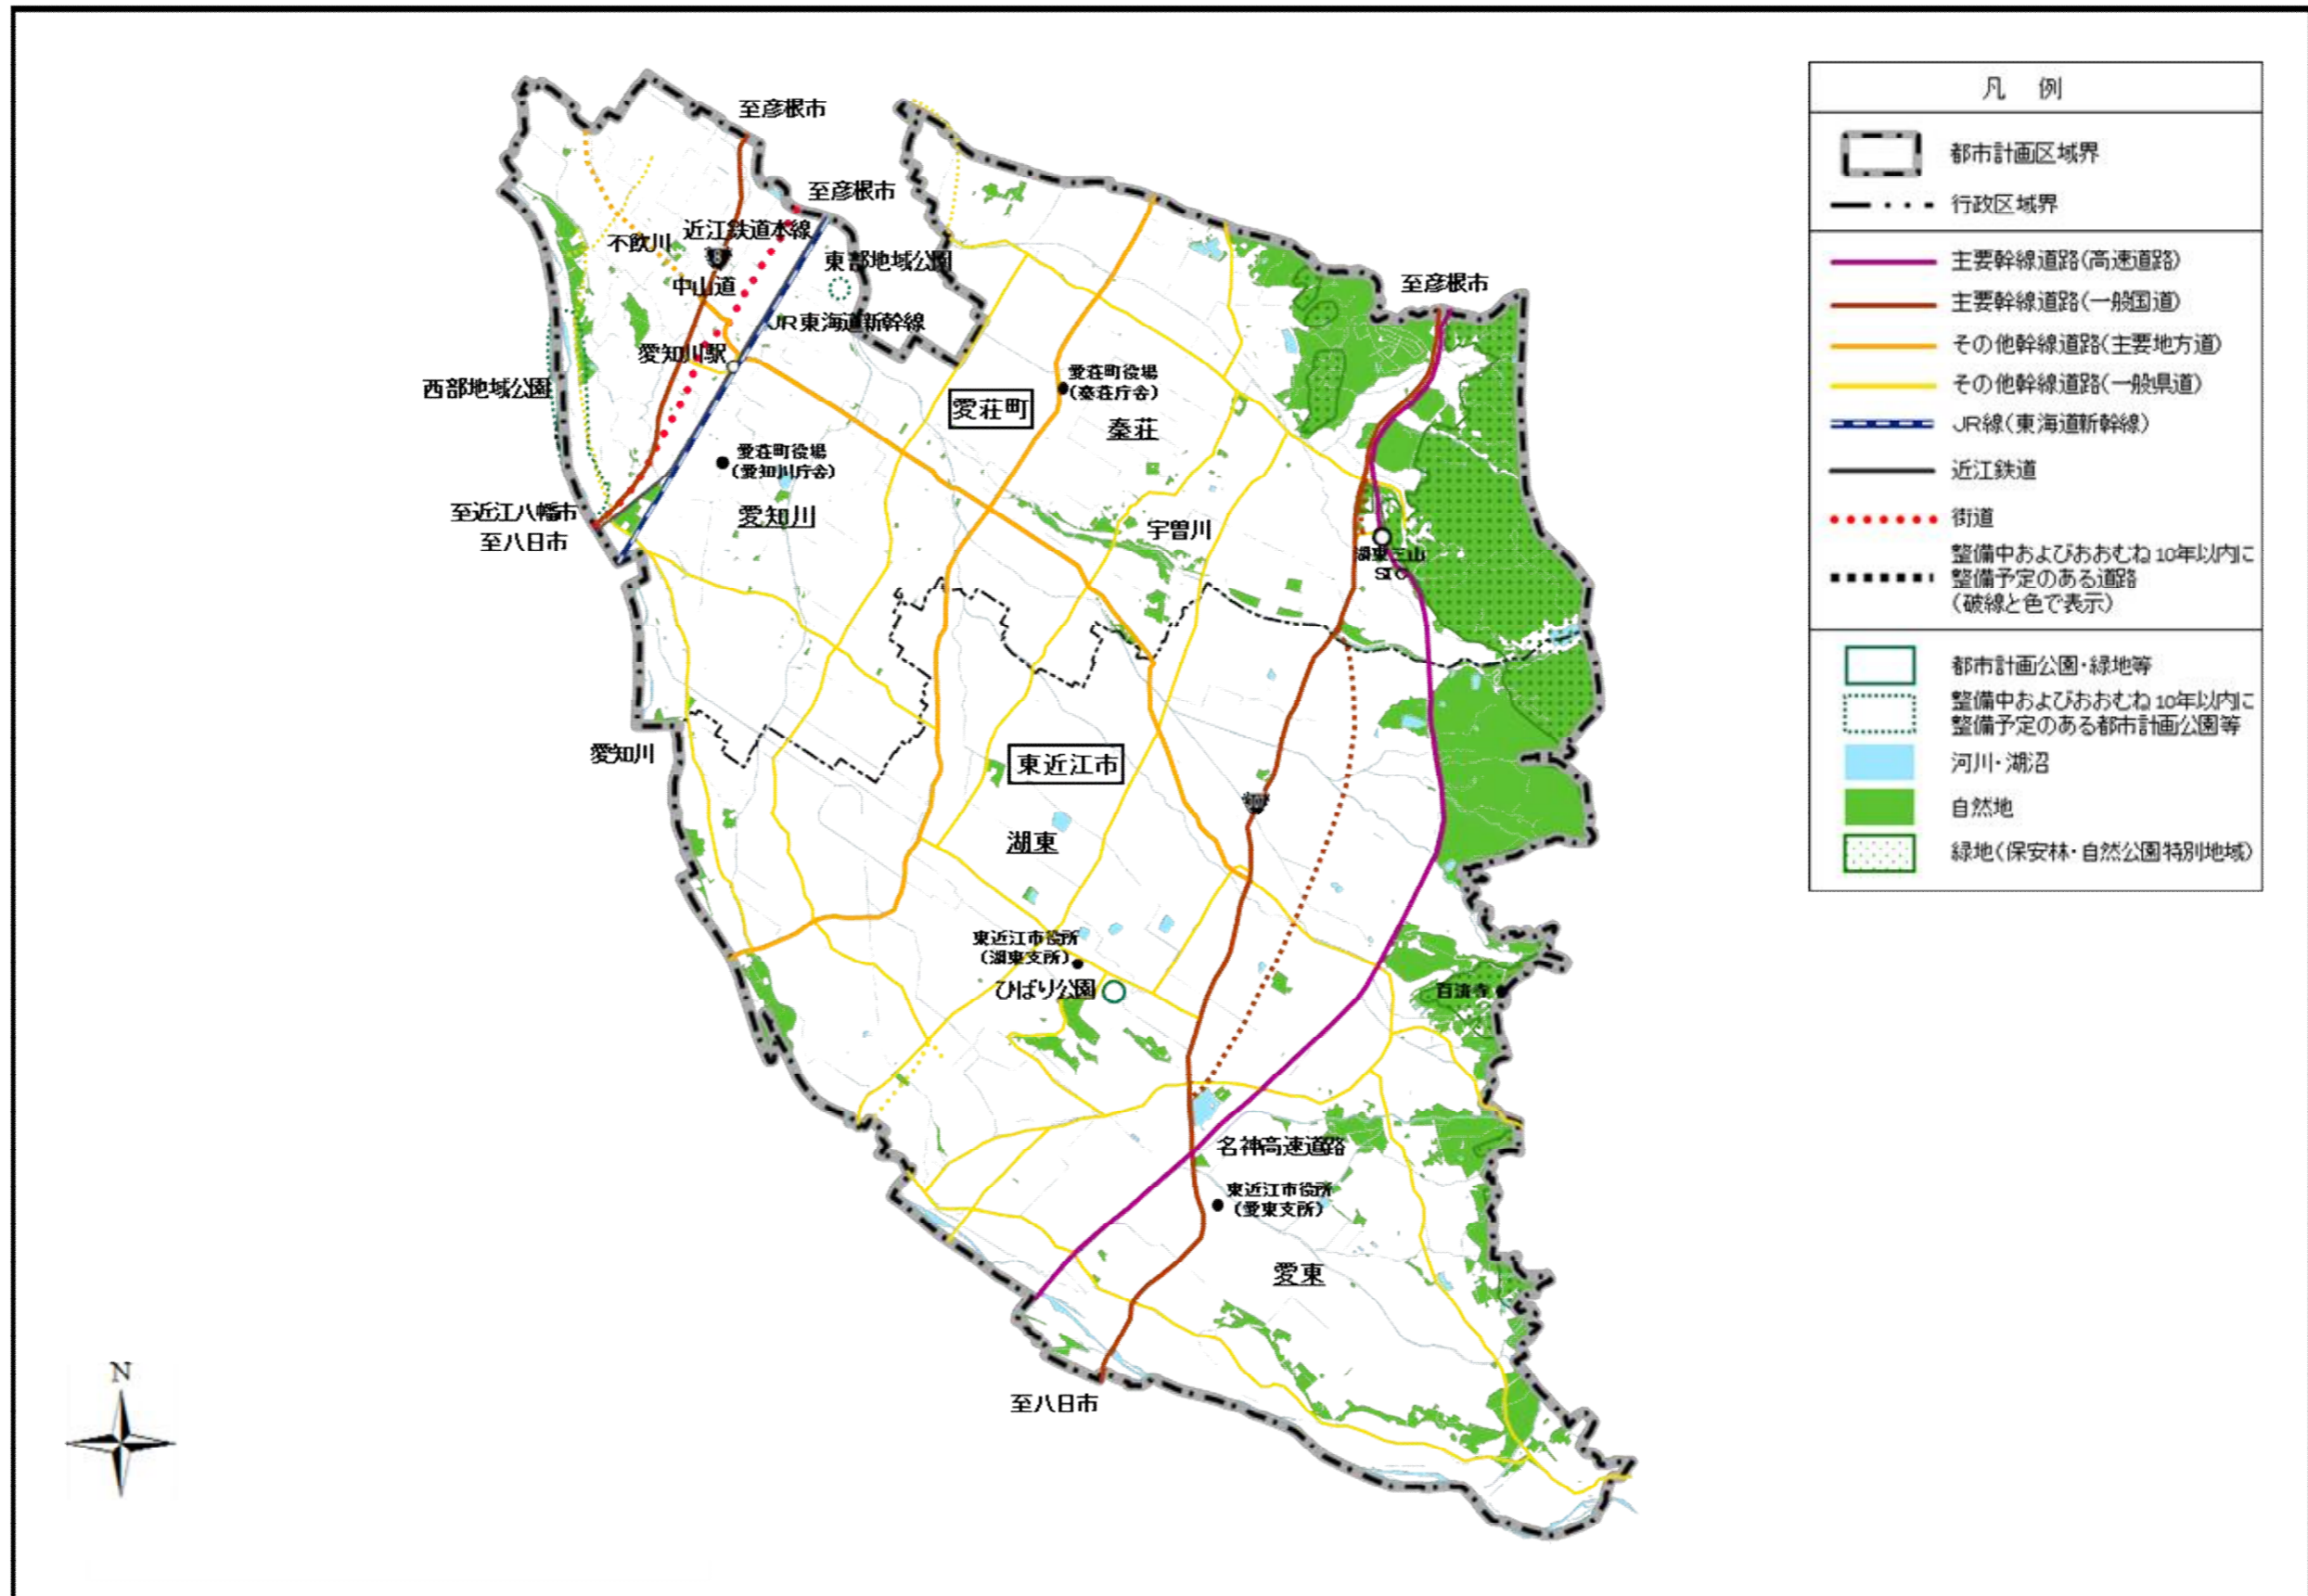 至彦根市
至彦根市
不飲川
近江鉄道本線
8
中山道
東部地域公園
JR東海道新幹線
愛知川駅
西部地域公園
至彦根市
愛荘町役場
(秦荘庁舎)
愛荘町
秦荘
愛荘町役場
(愛知川庁舎)
至近江八幡市
至八日市
愛知川
宇曽川
湖東三山
SIC
愛知川
東近江市
湖東
東近江市役所
(湖東支所)
ひばり公園
百済寺
名神高速道路
東近江市役所
(愛東支所)
愛東
至八日市
N
凡 例
都市計画区域界
行政区域界
主要幹線道路(高速道路)
主要幹線道路(一般国道)
その他幹線道路(主要地方道)
その他幹線道路(一般県道)
JR線(東海道新幹線)
近江鉄道
街道
整備中およびおおむね10年以内に
整備予定のある道路
(破線と色で表示)
都市計画公園・緑地等
整備中およびおおむね10年以内に
整備予定のある都市計画公園等
河川・湖沼
自然地
緑地(保安林・自然公園特別地域)